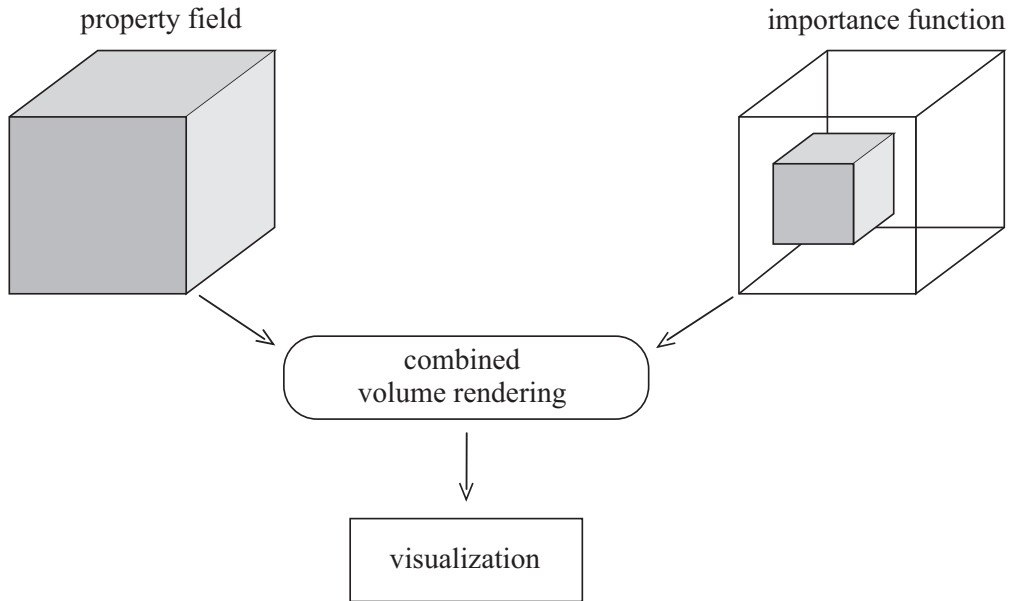 property field
importance function
combined
volume rendering
visualization